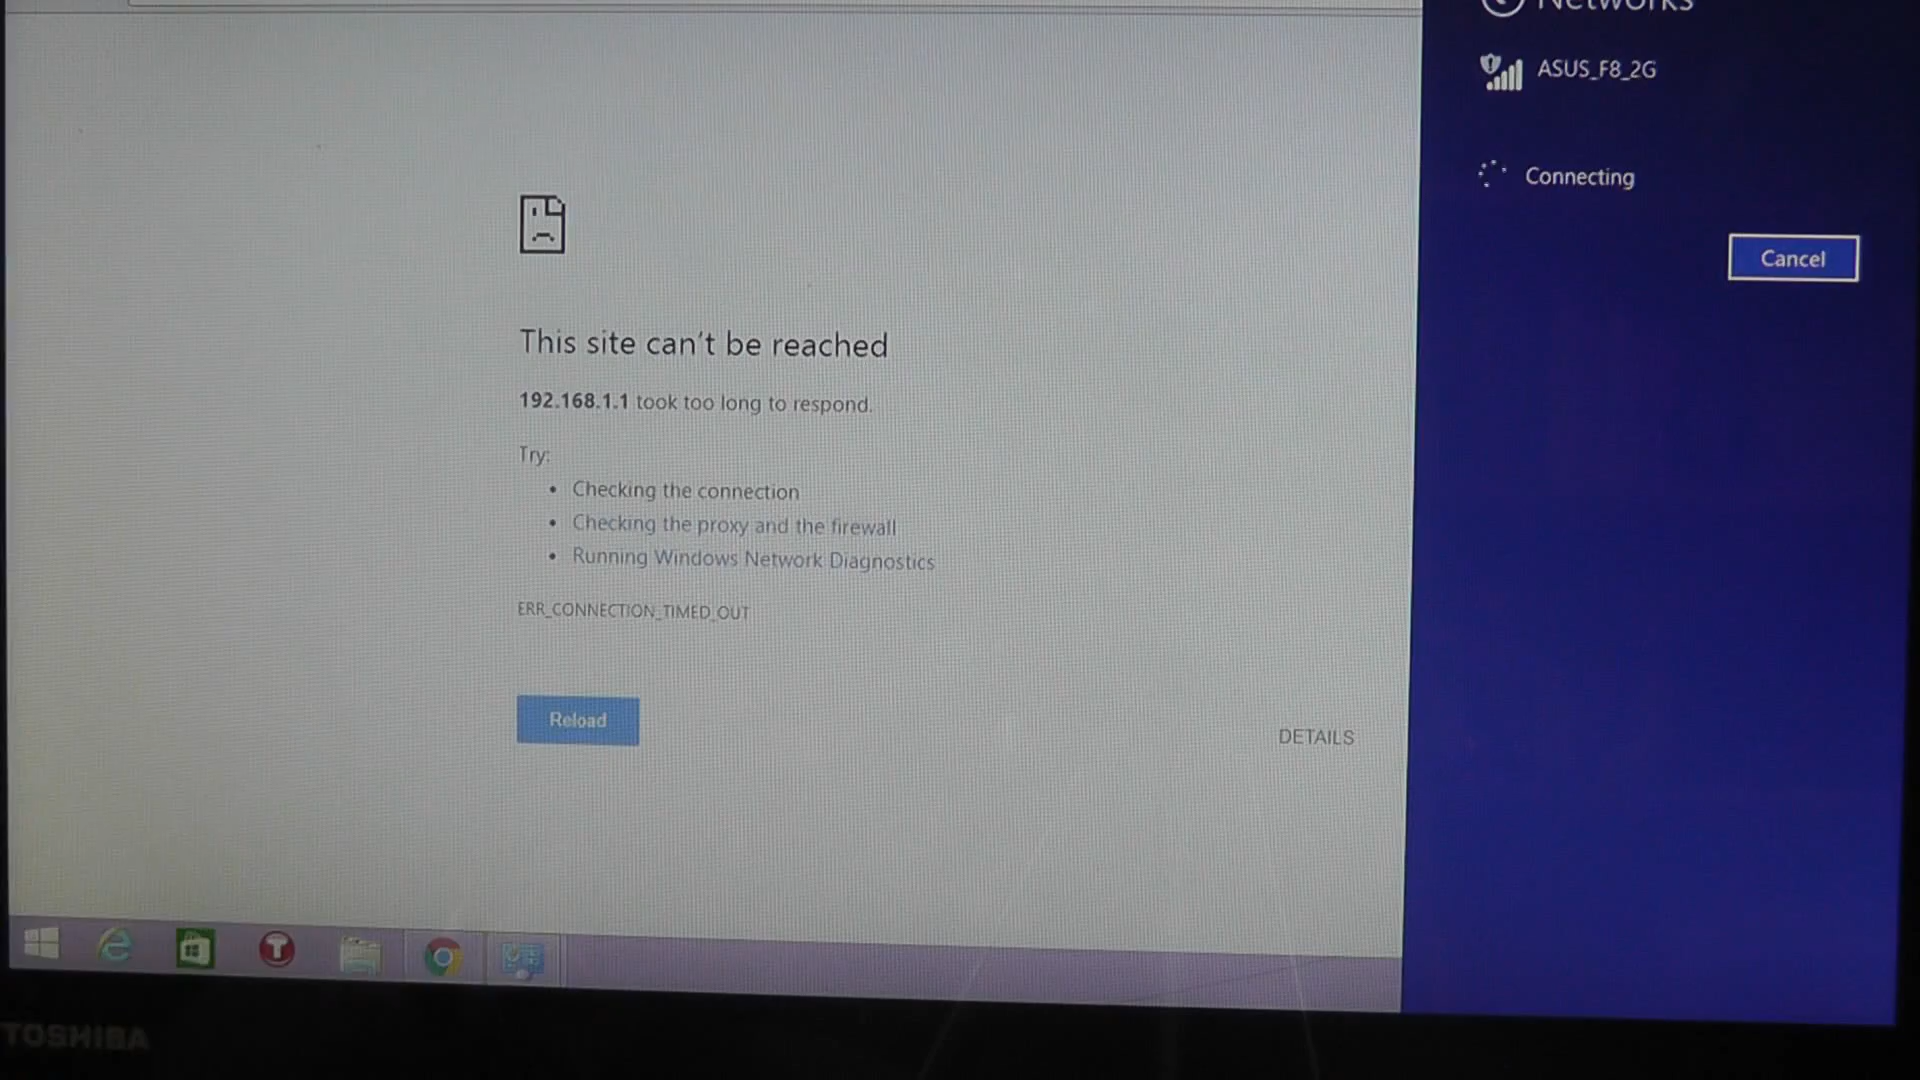 Networks
ASUS_F8_2G
Connecting
Cancel
This site can't be reached
192.168.1.1 took too long to respond.
Try:
• Checking the connection
• Checking the proxy and the firewall
• Running Windows Network Diagnostics
ERR_CONNECTION_TIMED_OUT
Reload
DETAILS
TOSHIBA